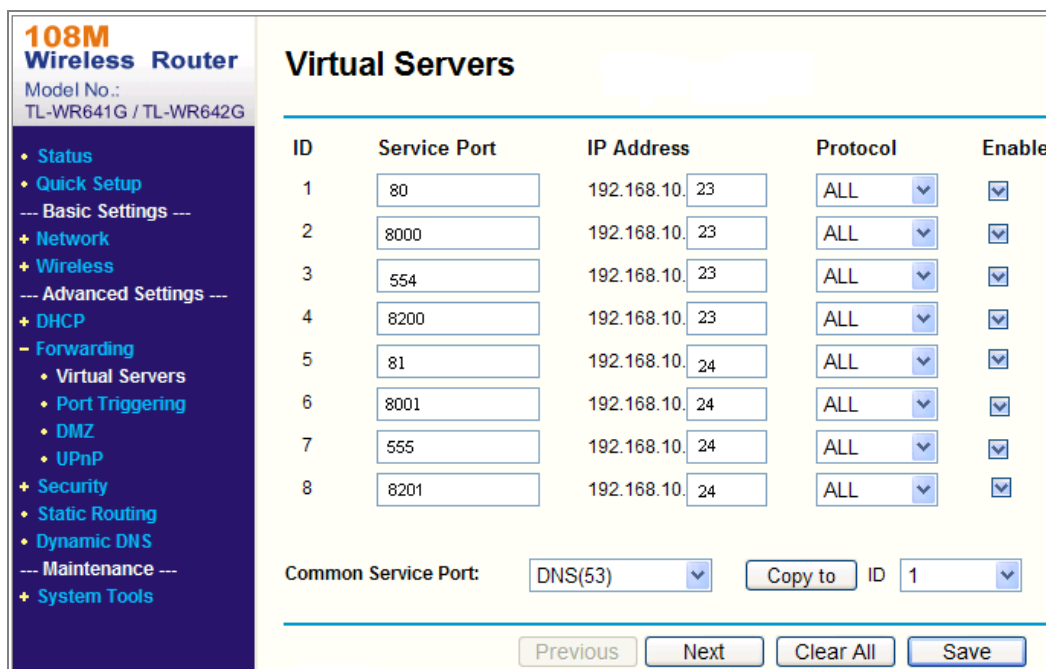 108M
Wireless Router
Model No.:
TL-WR641G / TL-WR642G
Status
Quick Setup
--- Basic Settings ---
Network
Wireless
--- Advanced Settings ---
DHCP
Forwarding
Virtual Servers
Port Triggering
DMZ
UPnP
Security
Static Routing
Dynamic DNS
--- Maintenance ---
System Tools
Virtual Servers
ID Service Port IP Address Protocol Enable
1 80 192.168.10. 23 ALL
2 8000 192.168.10. 23 ALL
3 554 192.168.10. 23 ALL
4 8200 192.168.10. 23 ALL
5 81 192.168.10. 24 ALL
6 8001 192.168.10. 24 ALL
7 555 192.168.10. 24 ALL
8 8201 192.168.10. 24 ALL
Common Service Port: DNS(53) Copy to ID 1
Previous Next Clear All Save